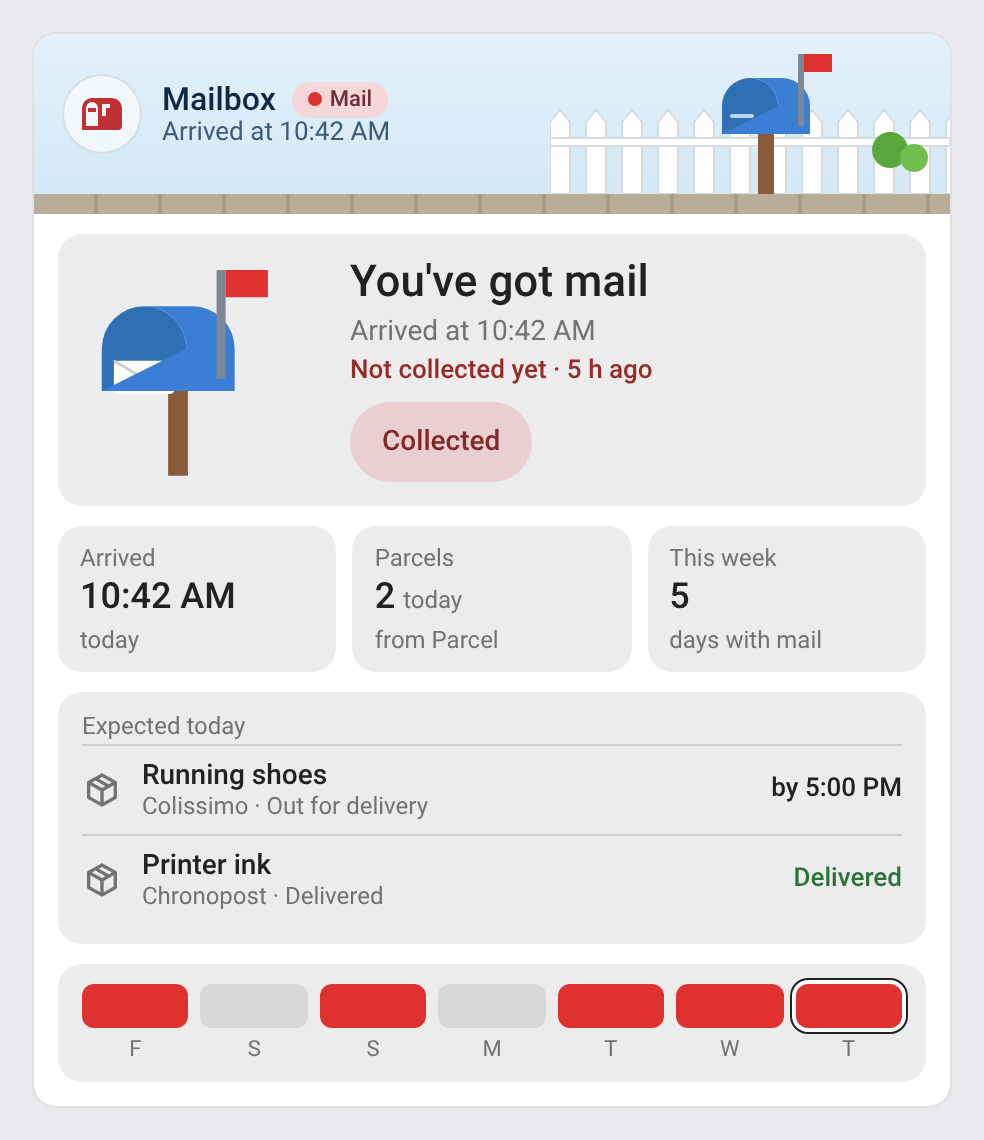 Mailbox
Mail
Arrived at 10:42 AM
You've got mail
Arrived at 10:42 AM
Not collected yet · 5 h ago
Collected
Arrived
10:42 AM
today
Parcels
2 today
from Parcel
This week
5
days with mail
Expected today
Running shoes
Colissimo · Out for delivery
by 5:00 PM
Printer ink
Chronopost · Delivered
Delivered
F S S M T W T